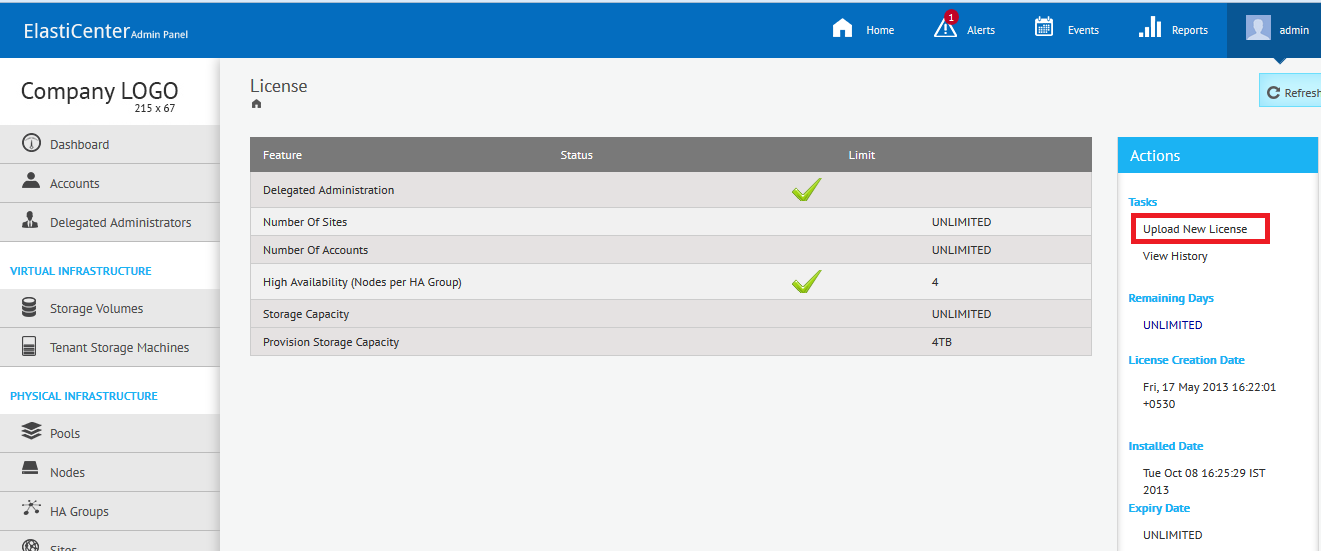 ElastiCenter Admin Panel
Home
1
Alerts
Events
Reports
admin
Company LOGO
215 x 67
Dashboard
Accounts
Delegated Administrators
VIRTUAL INFRASTRUCTURE
Storage Volumes
Tenant Storage Machines
PHYSICAL INFRASTRUCTURE
Pools
Nodes
HA Groups
Sites
License
Refresh
Feature Status Limit
Delegated Administration
Number Of Sites UNLIMITED
Number Of Accounts UNLIMITED
High Availability (Nodes per HA Group) 4
Storage Capacity UNLIMITED
Provision Storage Capacity 4TB
Actions
Tasks
Upload New License
View History
Remaining Days
UNLIMITED
License Creation Date
Fri, 17 May 2013 16:22:01
+0530
Installed Date
Tue Oct 08 16:25:29 IST
2013
Expiry Date
UNLIMITED